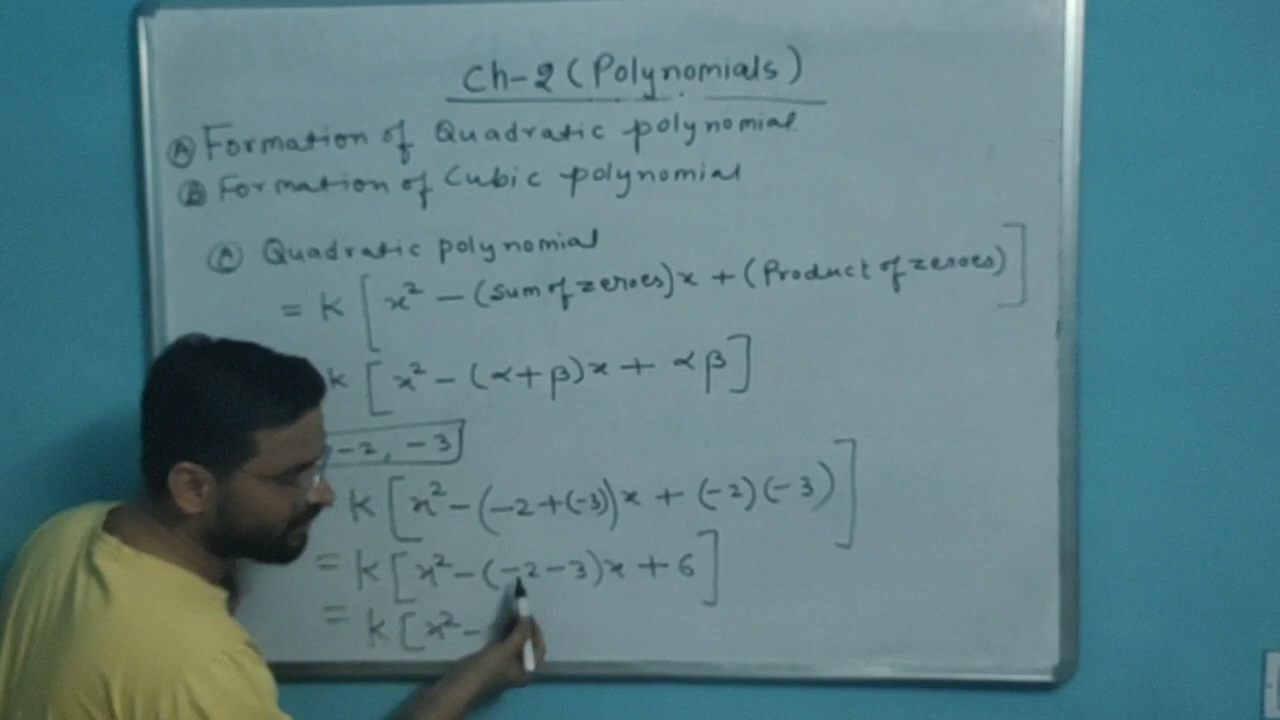 Ch-2 (Polynomials)
Ⓐ Formation of Quadratic polynomial
Ⓑ Formation of Cubic polynomial
Ⓐ Quadratic polynomial
= K [x² - (Sum of zeroes)x + (Product of zeroes)]
K [x² - (α+β)x + αβ]
-2, -3
K [x² - (-2+(-3))x + (-2)(-3)]
= K [x² - (-2-3)x + 6]
= K [x² -